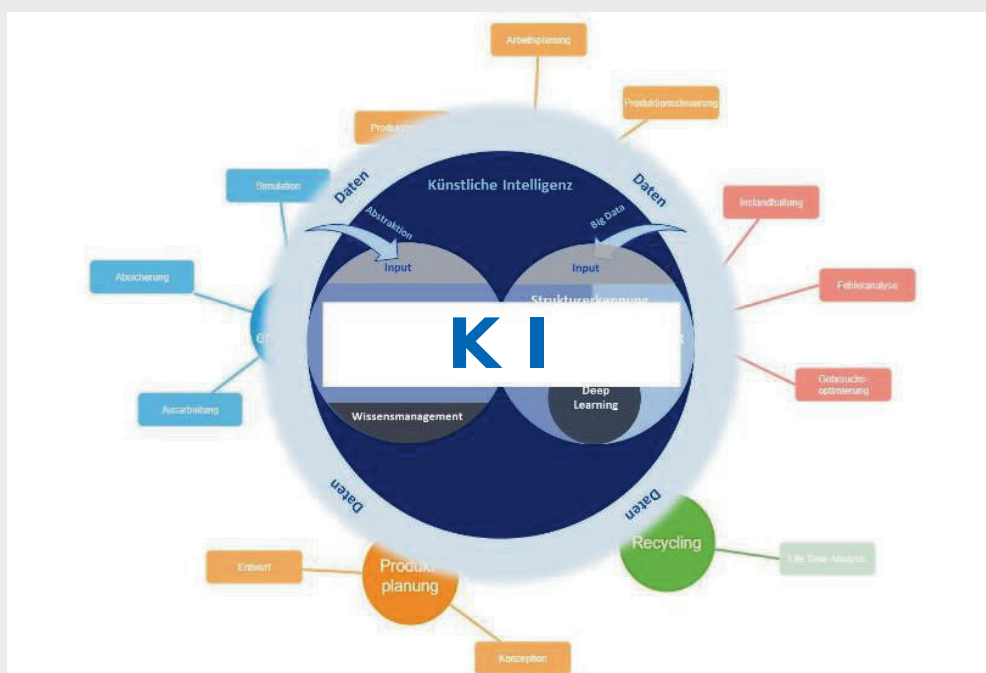 Arbeitsplanung
Produktionssteuerung
Simulation
Daten
Künstliche Intelligenz
Daten
Instandhaltung
Abstraktion
Big Data
Absicherung
Input
Input
Fehleranalyse
Strukturerkennung
K I
Gebrauchs-
optimierung
Ausarbeitung
Wissensmanagement
Deep
Learning
Daten
Daten
Recycling
Life Time Analysis
Entwurf
planung
Konzeption